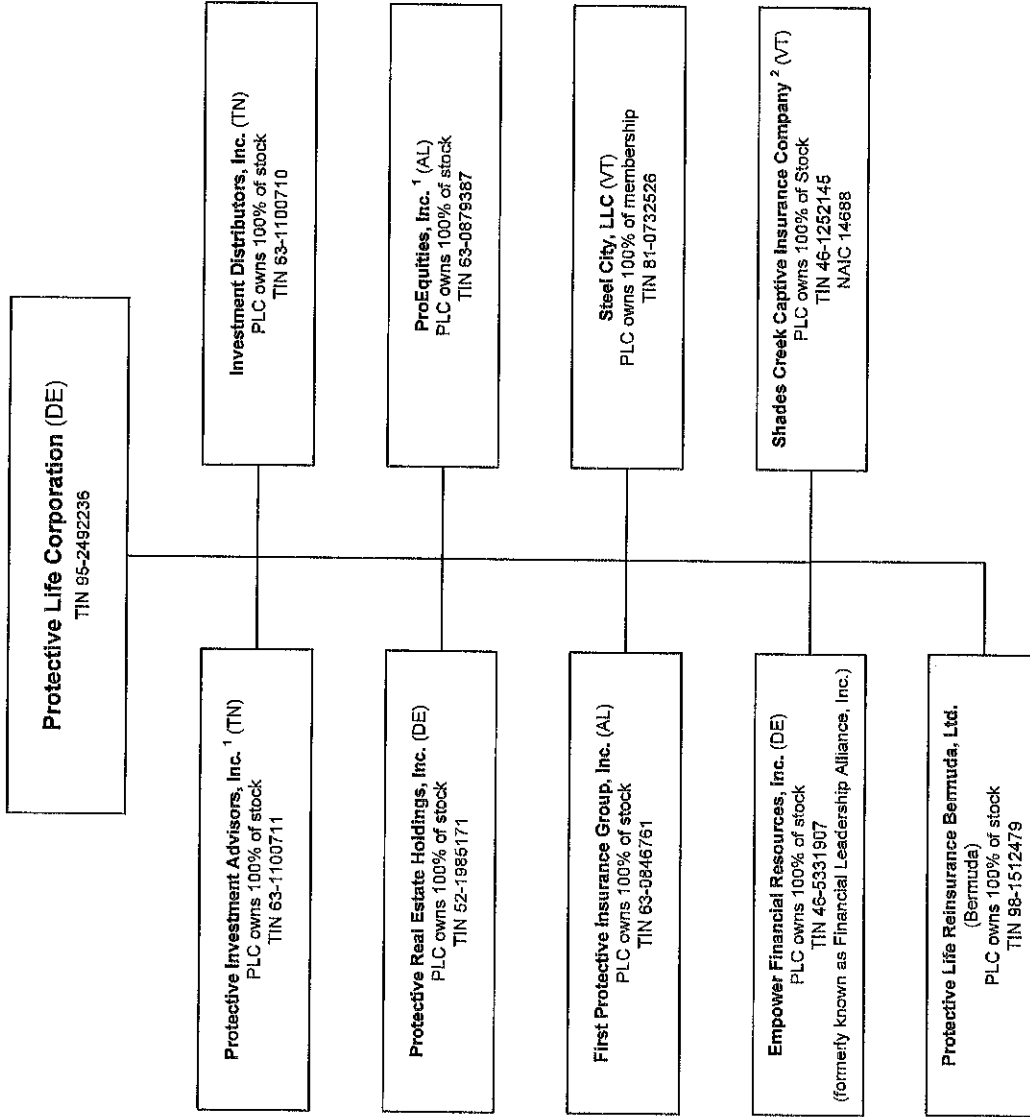 Protective Life Corporation (DE)
TIN 95-2492236
Protective Investment Advisors, Inc. ¹ (TN)
PLC owns 100% of stock
TIN 63-1100711
Investment Distributors, Inc. (TN)
PLC owns 100% of stock
TIN 63-1100710
Protective Real Estate Holdings, Inc. (DE)
PLC owns 100% of stock
TIN 52-1985171
ProEquities, Inc. ¹ (AL)
PLC owns 100% of stock
TIN 63-0879387
First Protective Insurance Group, Inc. (AL)
PLC owns 100% of stock
TIN 63-0846761
Steel City, LLC (VT)
PLC owns 100% of membership
TIN 81-0732526
Empower Financial Resources, Inc. (DE)
PLC owns 100% of stock
TIN 46-5331907
(formerly known as Financial Leadership Alliance, Inc.)
Shades Creek Captive Insurance Company ² (VT)
PLC owns 100% of Stock
TIN 46-1252145
NAIC 14688
Protective Life Reinsurance Bermuda, Ltd.
(Bermuda)
PLC owns 100% of stock
TIN 98-1512479